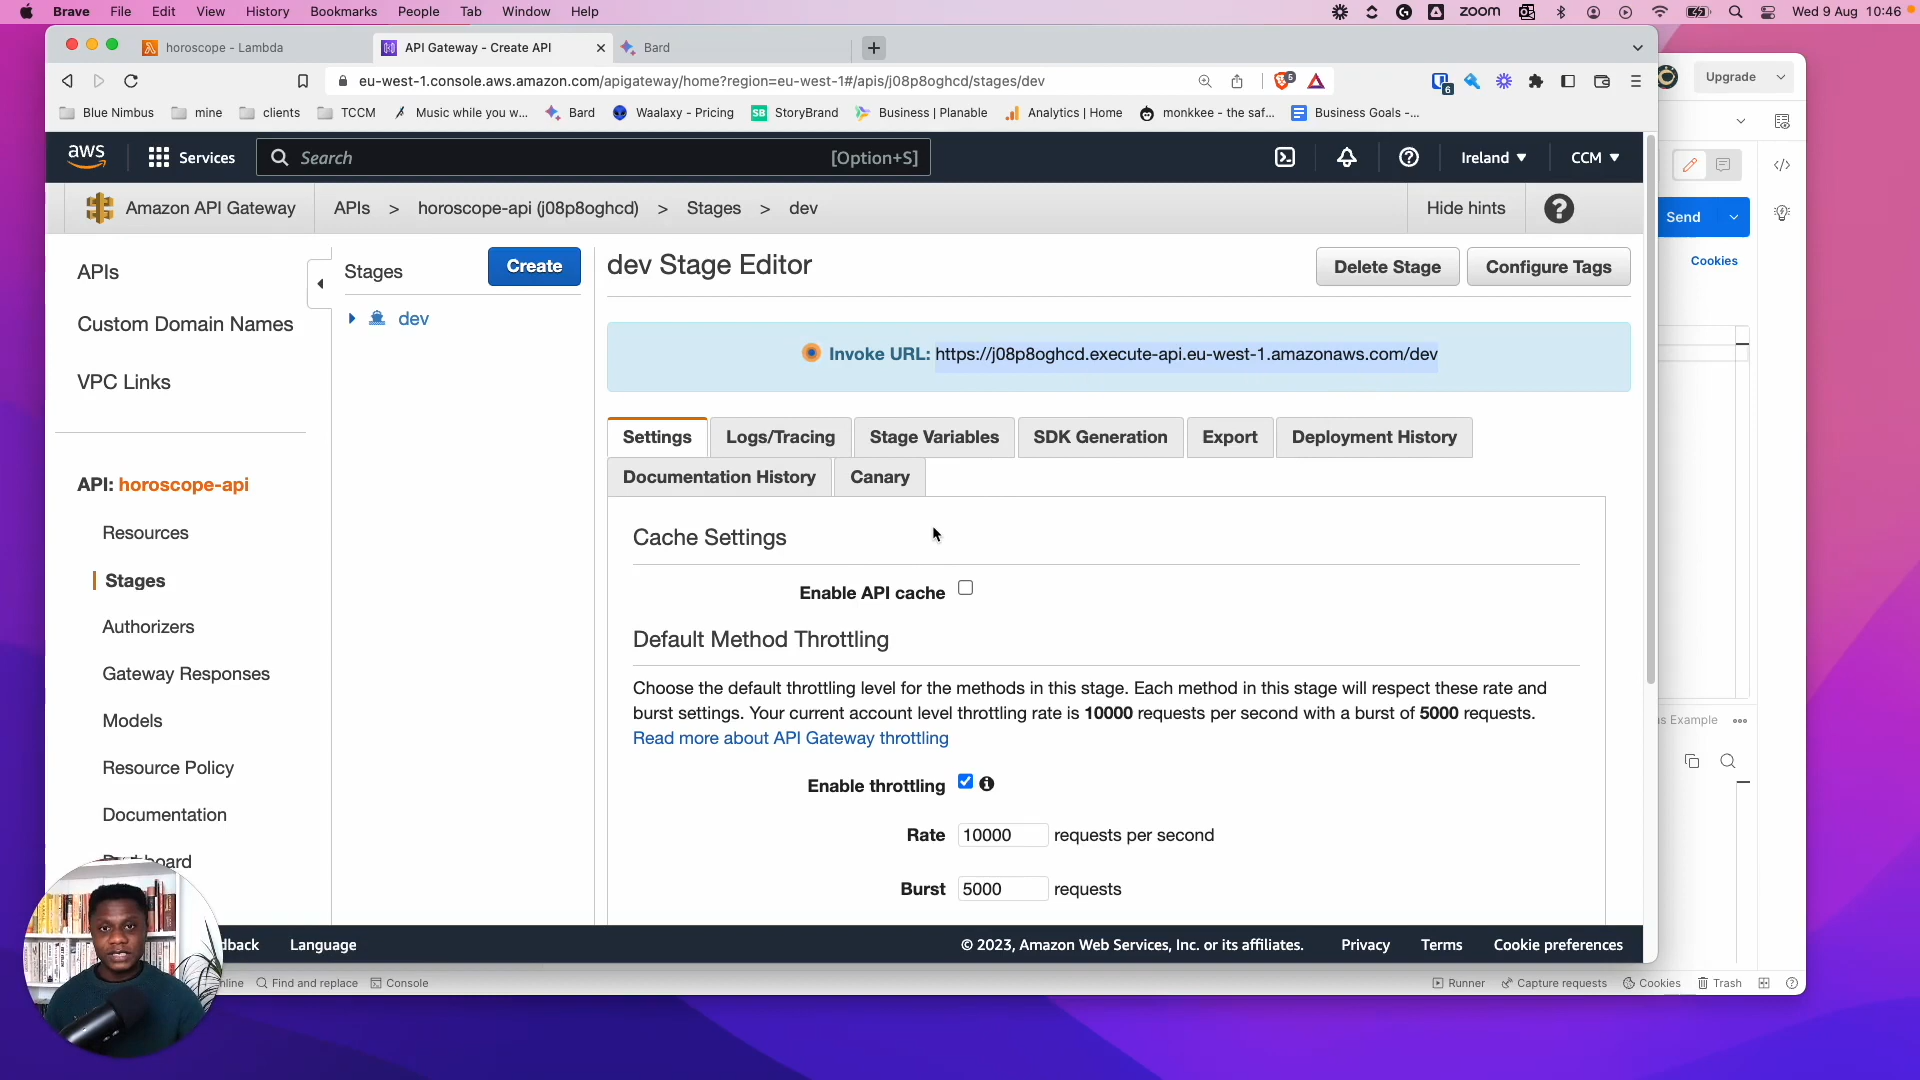 Brave File Edit View History Bookmarks People Tab Window Help
zoom Wed 9 Aug 10:46
horoscope - Lambda
API Gateway - Create API
Bard
eu-west-1.console.aws.amazon.com/apigateway/home?region=eu-west-1#/apis/j08p8oghcd/stages/dev
5
6
Upgrade
Blue Nimbus
mine
clients
TCCM
Music while you w...
Bard
Waalaxy - Pricing
SB StoryBrand
Business | Planable
Analytics | Home
monkkee - the saf...
Business Goals -...
aws
Services
Search
[Option+S]
Ireland ▼
CCM ▼
Amazon API Gateway
APIs > horoscope-api (j08p8oghcd) > Stages > dev
Hide hints
?
Send
Cookies
APIs
Custom Domain Names
VPC Links
API: horoscope-api
Resources
Stages
Authorizers
Gateway Responses
Models
Resource Policy
Documentation
Stages
Create
dev
dev Stage Editor
Delete Stage
Configure Tags
Invoke URL: https://j08p8oghcd.execute-api.eu-west-1.amazonaws.com/dev
Settings
Logs/Tracing
Stage Variables
SDK Generation
Export
Deployment History
Documentation History
Canary
Cache Settings
Enable API cache
Default Method Throttling
Choose the default throttling level for the methods in this stage. Each method in this stage will respect these rate and
burst settings. Your current account level throttling rate is 10000 requests per second with a burst of 5000 requests.
Read more about API Gateway throttling
Enable throttling
Rate 10000 requests per second
Burst 5000 requests
Example
Language
© 2023, Amazon Web Services, Inc. or its affiliates.
Privacy
Terms
Cookie preferences
Find and replace
Console
Runner
Capture requests
Cookies
Trash